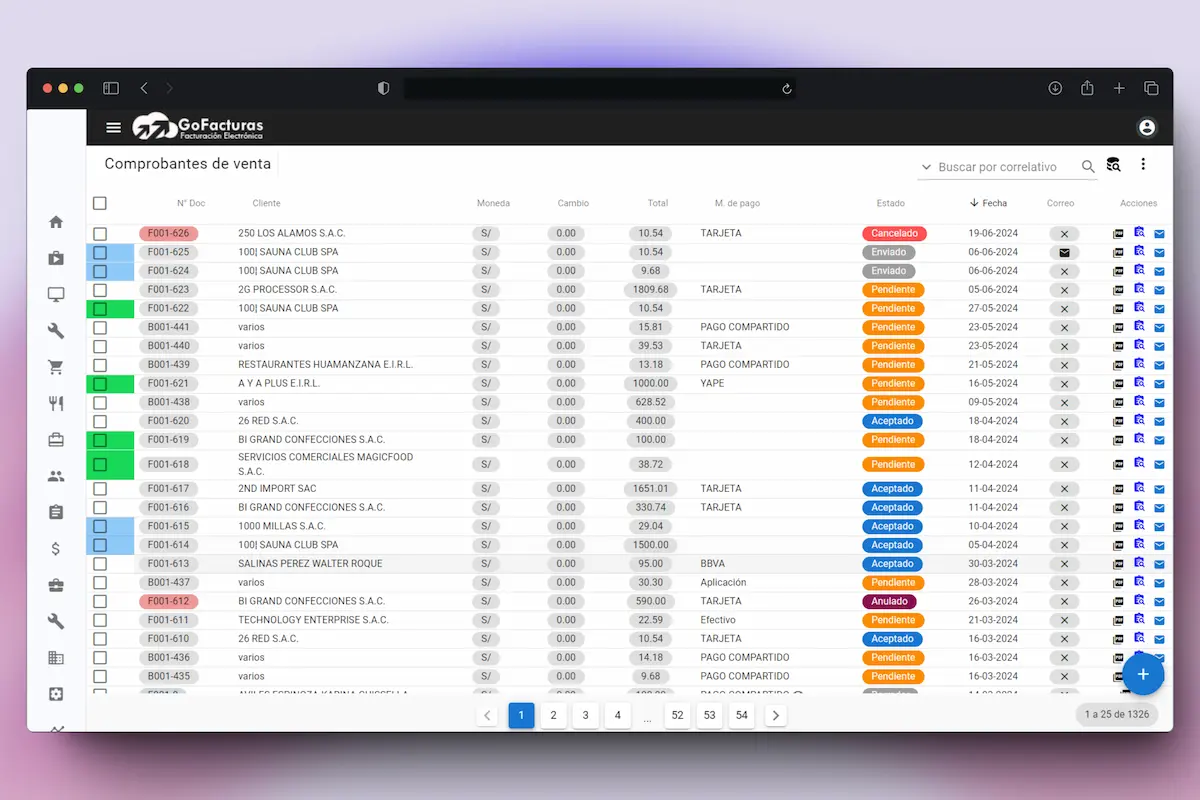 GoFacturas
Facturación Electrónica
Comprobantes de venta
Buscar por correlativo
N° Doc Cliente Moneda Cambio Total M. de pago Estado Fecha Correo Acciones
F001-626 250 LOS ALAMOS S.A.C. S/ 0.00 10.54 TARJETA Cancelado 19-06-2024
F001-625 100| SAUNA CLUB SPA S/ 0.00 10.54 Enviado 06-06-2024
F001-624 100| SAUNA CLUB SPA S/ 0.00 9.68 Enviado 06-06-2024
F001-623 2G PROCESSOR S.A.C. S/ 0.00 1809.68 TARJETA Pendiente 05-06-2024
F001-622 100| SAUNA CLUB SPA S/ 0.00 10.54 Pendiente 27-05-2024
B001-441 varios S/ 0.00 15.81 PAGO COMPARTIDO Pendiente 23-05-2024
B001-440 varios S/ 0.00 39.53 TARJETA Pendiente 23-05-2024
B001-439 RESTAURANTES HUAMANZANA E.I.R.L. S/ 0.00 13.18 PAGO COMPARTIDO Pendiente 21-05-2024
F001-621 A Y A PLUS E.I.R.L. S/ 0.00 1000.00 YAPE Pendiente 16-05-2024
B001-438 varios S/ 0.00 628.52 Pendiente 09-05-2024
F001-620 26 RED S.A.C. S/ 0.00 400.00 Aceptado 18-04-2024
F001-619 BI GRAND CONFECCIONES S.A.C. S/ 0.00 100.00 Pendiente 18-04-2024
F001-618 SERVICIOS COMERCIALES MAGICFOOD S/ 0.00 38.72 Pendiente 12-04-2024
S.A.C.
F001-617 2ND IMPORT SAC S/ 0.00 1651.01 TARJETA Aceptado 11-04-2024
F001-616 BI GRAND CONFECCIONES S.A.C. S/ 0.00 330.74 TARJETA Aceptado 11-04-2024
F001-615 1000 MILLAS S.A.C. S/ 0.00 29.04 Aceptado 10-04-2024
F001-614 100| SAUNA CLUB SPA S/ 0.00 1500.00 Aceptado 05-04-2024
F001-613 SALINAS PEREZ WALTER ROQUE S/ 0.00 95.00 BBVA Aceptado 30-03-2024
B001-437 varios S/ 0.00 30.30 Aplicación Pendiente 28-03-2024
F001-612 BI GRAND CONFECCIONES S.A.C. S/ 0.00 590.00 TARJETA Anulado 26-03-2024
F001-611 TECHNOLOGY ENTERPRISE S.A.C. S/ 0.00 22.59 Efectivo Pendiente 21-03-2024
F001-610 26 RED S.A.C. S/ 0.00 10.54 TARJETA Aceptado 16-03-2024
B001-436 varios S/ 0.00 14.18 PAGO COMPARTIDO Pendiente 16-03-2024
B001-435 varios S/ 0.00 9.68 PAGO COMPARTIDO Pendiente 16-03-2024
1 2 3 4 ... 52 53 54
1 a 25 de 1326